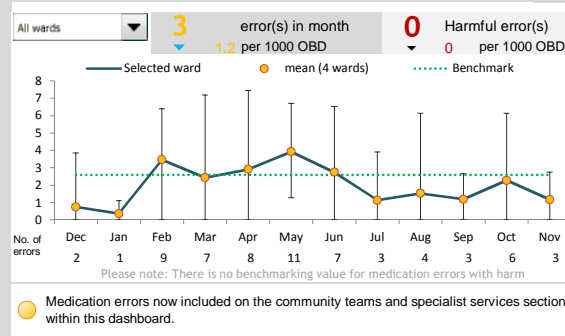 All wards
3 error(s) in month
1.2 per 1000 OBD
0 Harmful error(s)
0 per 1000 OBD
Selected ward mean (4 wards) Benchmark
8
7
6
5
4
3
2
1
0
Dec Jan Feb Mar Apr May Jun Jul Aug Sep Oct Nov
No. of errors
2 1 9 7 8 11 7 3 4 3 6 3
Please note: There is no benchmarking value for medication errors with harm
Medication errors now included on the community teams and specialist services section
within this dashboard.